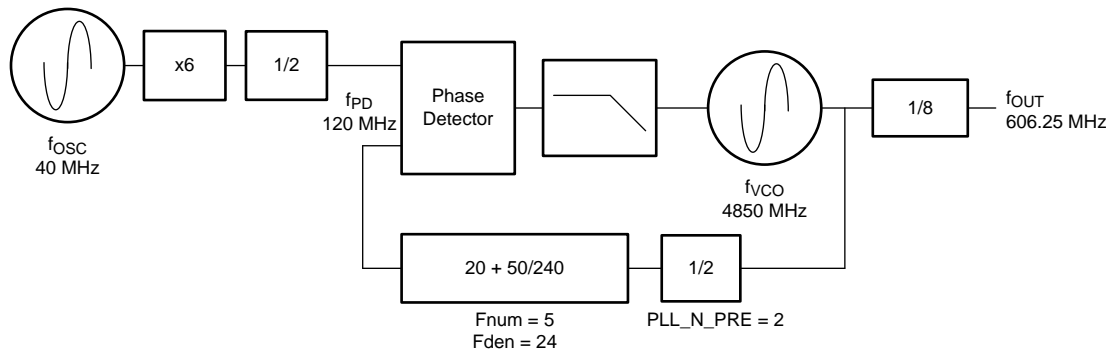 x6
1/2
fPD
120 MHz
Phase
Detector
1/8
fOUT
606.25 MHz
fOSC
40 MHz
fVCO
4850 MHz
20 + 50/240
1/2
Fnum = 5
Fden = 24
PLL_N_PRE = 2